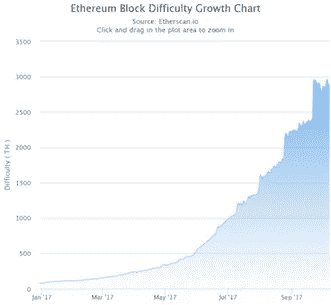 Ethereum Block Difficulty Growth Chart
Source: Etherscan.io
Click and drag in the plot area to zoom in
3500
3000
2500
2000
1500
1000
500
0
Difficulty ( TH )
Jan '17
Mar '17
May '17
Jul '17
Sep '17